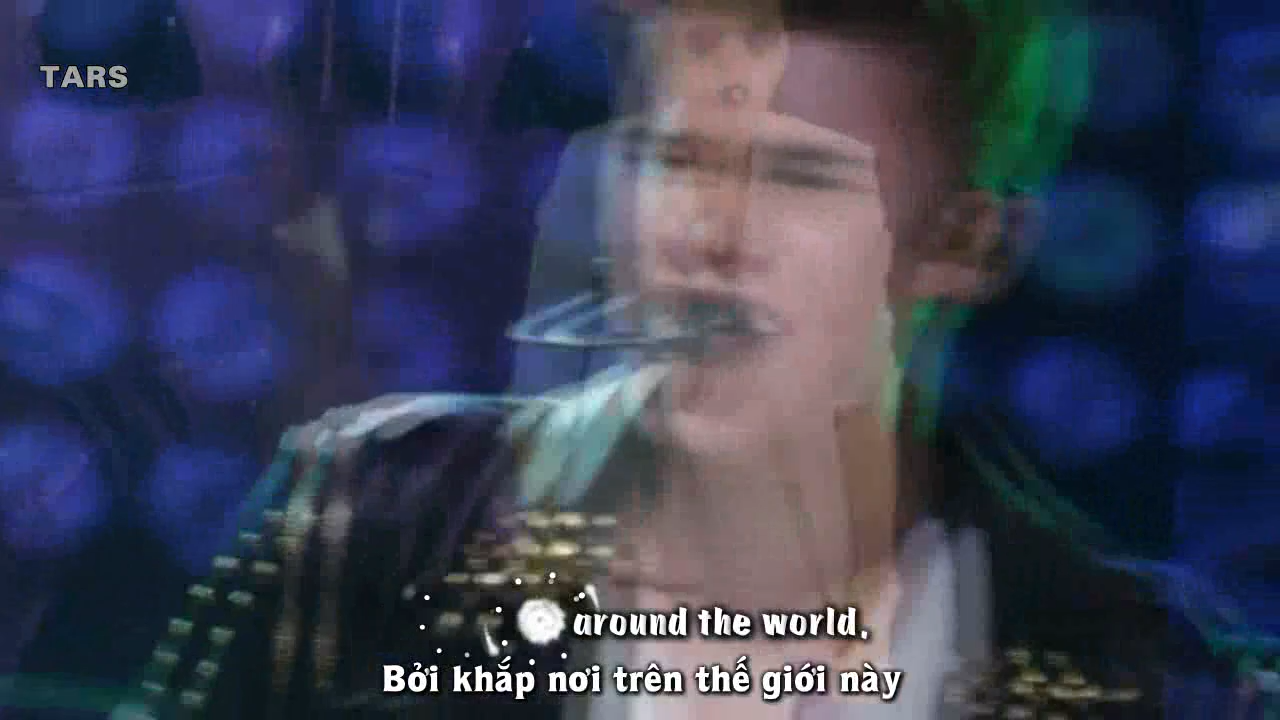 TARS
around the world,
Bởi khắp nơi trên thế giới này